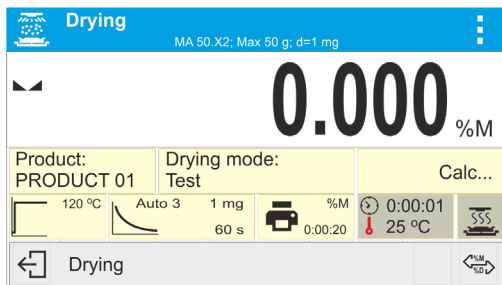 Drying
MA 50.X2; Max 50 g; d=1 mg
0.000 %M
Product:
PRODUCT 01
Drying mode:
Test
Calc...
120 ºC
Auto 3 1 mg
60 s
%M
0:00:20
0:00:01
25 ºC
Drying
%M
%D